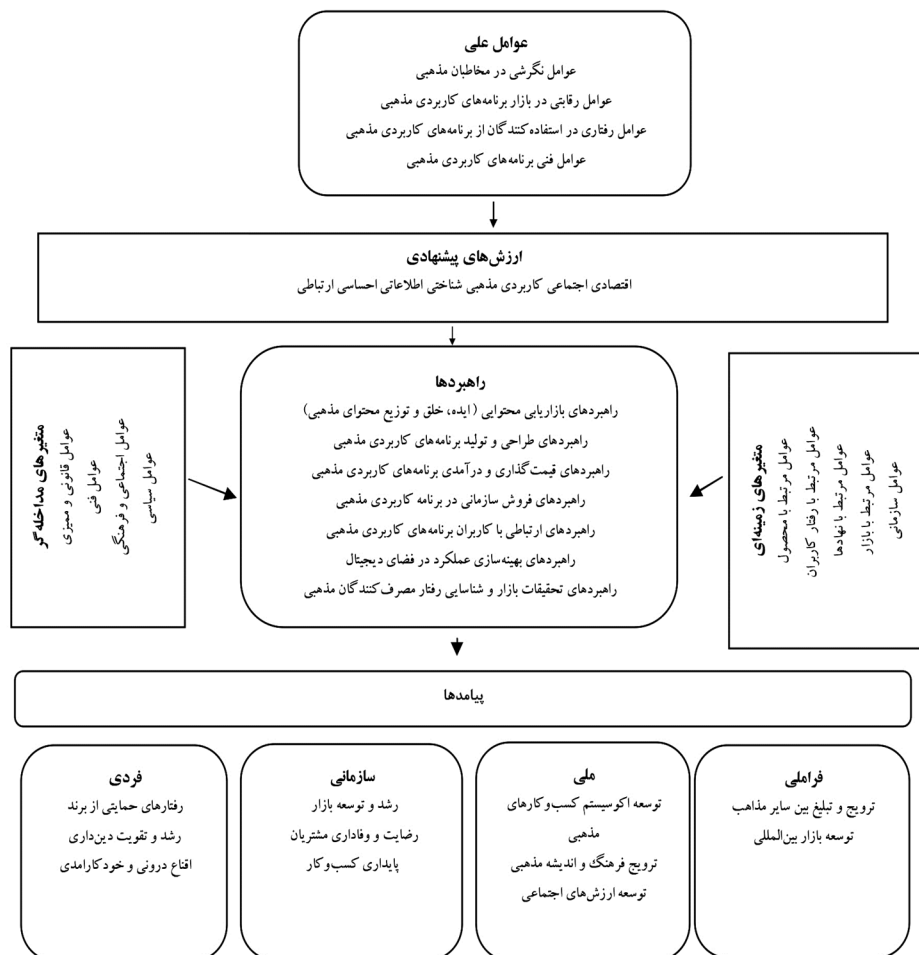 عوامل علی
عوامل نگرشی در مخاطبان مذهبی
عوامل رقابتی در بازار برنامه‌های کاربردی مذهبی
عوامل رفتاری در استفاده‌کنندگان از برنامه‌های کاربردی مذهبی
عوامل فنی برنامه‌های کاربردی مذهبی
ارزش‌های پیشنهادی
اقتصادی اجتماعی کاربردی مذهبی شناختی اطلاعاتی احساسی ارتباطی
متغیرهای زمینه‌ای
عوامل مرتبط با محصول
عوامل مرتبط با رفتار کاربران
عوامل مرتبط با نهادها
عوامل مرتبط با بازار
عوامل سازمانی
راهبردها
راهبردهای بازاریابی محتوایی (ایده، خلق و توزیع محتوای مذهبی)
راهبردهای طراحی و تولید برنامه‌های کاربردی مذهبی
راهبردهای قیمت‌گذاری و درآمدی برنامه‌های کاربردی مذهبی
راهبردهای فروش سازمانی در برنامه کاربردی مذهبی
راهبردهای ارتباطی با کاربران برنامه‌های کاربردی مذهبی
راهبردهای بهینه‌سازی عملکرد در فضای دیجیتال
راهبردهای تحقیقات بازار و شناسایی رفتار مصرف‌کنندگان مذهبی
متغیرهای مداخله‌گر
عوامل قانونی و ممیزی
عوامل فنی
عوامل اجتماعی و فرهنگی
عوامل سیاسی
پیامدها
فراملی
ترویج و تبلیغ بین سایر مذاهب
توسعه بازار بین‌المللی
ملی
توسعه اکوسیستم کسب‌وکارهای
مذهبی
ترویج فرهنگ و اندیشه مذهبی
توسعه ارزش‌های اجتماعی
سازمانی
رشد و توسعه بازار
رضایت و وفاداری مشتریان
پایداری کسب‌وکار
فردی
رفتارهای حمایتی از برند
رشد و تقویت دین‌داری
اقناع درونی و خودکارامدی